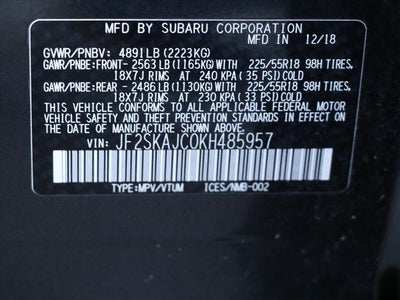 MFD BY SUBARU CORPORATION
MFD IN 12/18
GVWR/PNBV: 4891LB (2223KG)
GAWR/PNBE:FRONT- 2563LB(1165KG)WITH 225/55R18 98H TIRES,
18X7J RIMS AT 240 KPA(35 PSI)COLD
GAWR/PNBE:REAR - 2486LB(1130KG)WITH 225/55R18 98H TIRES,
18X7J RIMS AT 230 KPA(33 PSI)COLD
THIS VEHICLE CONFORMS TO ALL APPLICABLE FEDERAL MOTOR
VEHICLE SAFETY AND THEFT PREVENTION STANDARDS IN EFFECT
ON THE DATE OF MANUFACTURE SHOWN ABOVE.
VIN: JF2SKAJC0KH485957
TYPE:MPV/VTUM ICES/NMB-002